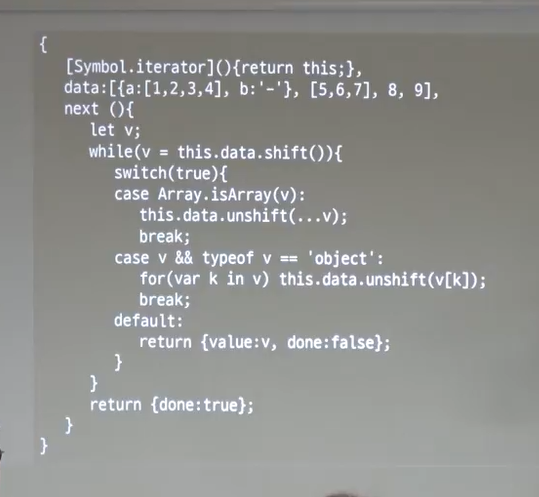 {
[Symbol.iterator](){return this;},
data:[{a:[1,2,3,4], b:'-'}, [5,6,7], 8, 9],
next (){
let v;
while(v = this.data.shift()){
switch(true){
case Array.isArray(v):
this.data.unshift(...v);
break;
case v && typeof v == 'object':
for(var k in v) this.data.unshift(v[k]);
break;
default:
return {value:v, done:false};
}
}
return {done:true};
}
}